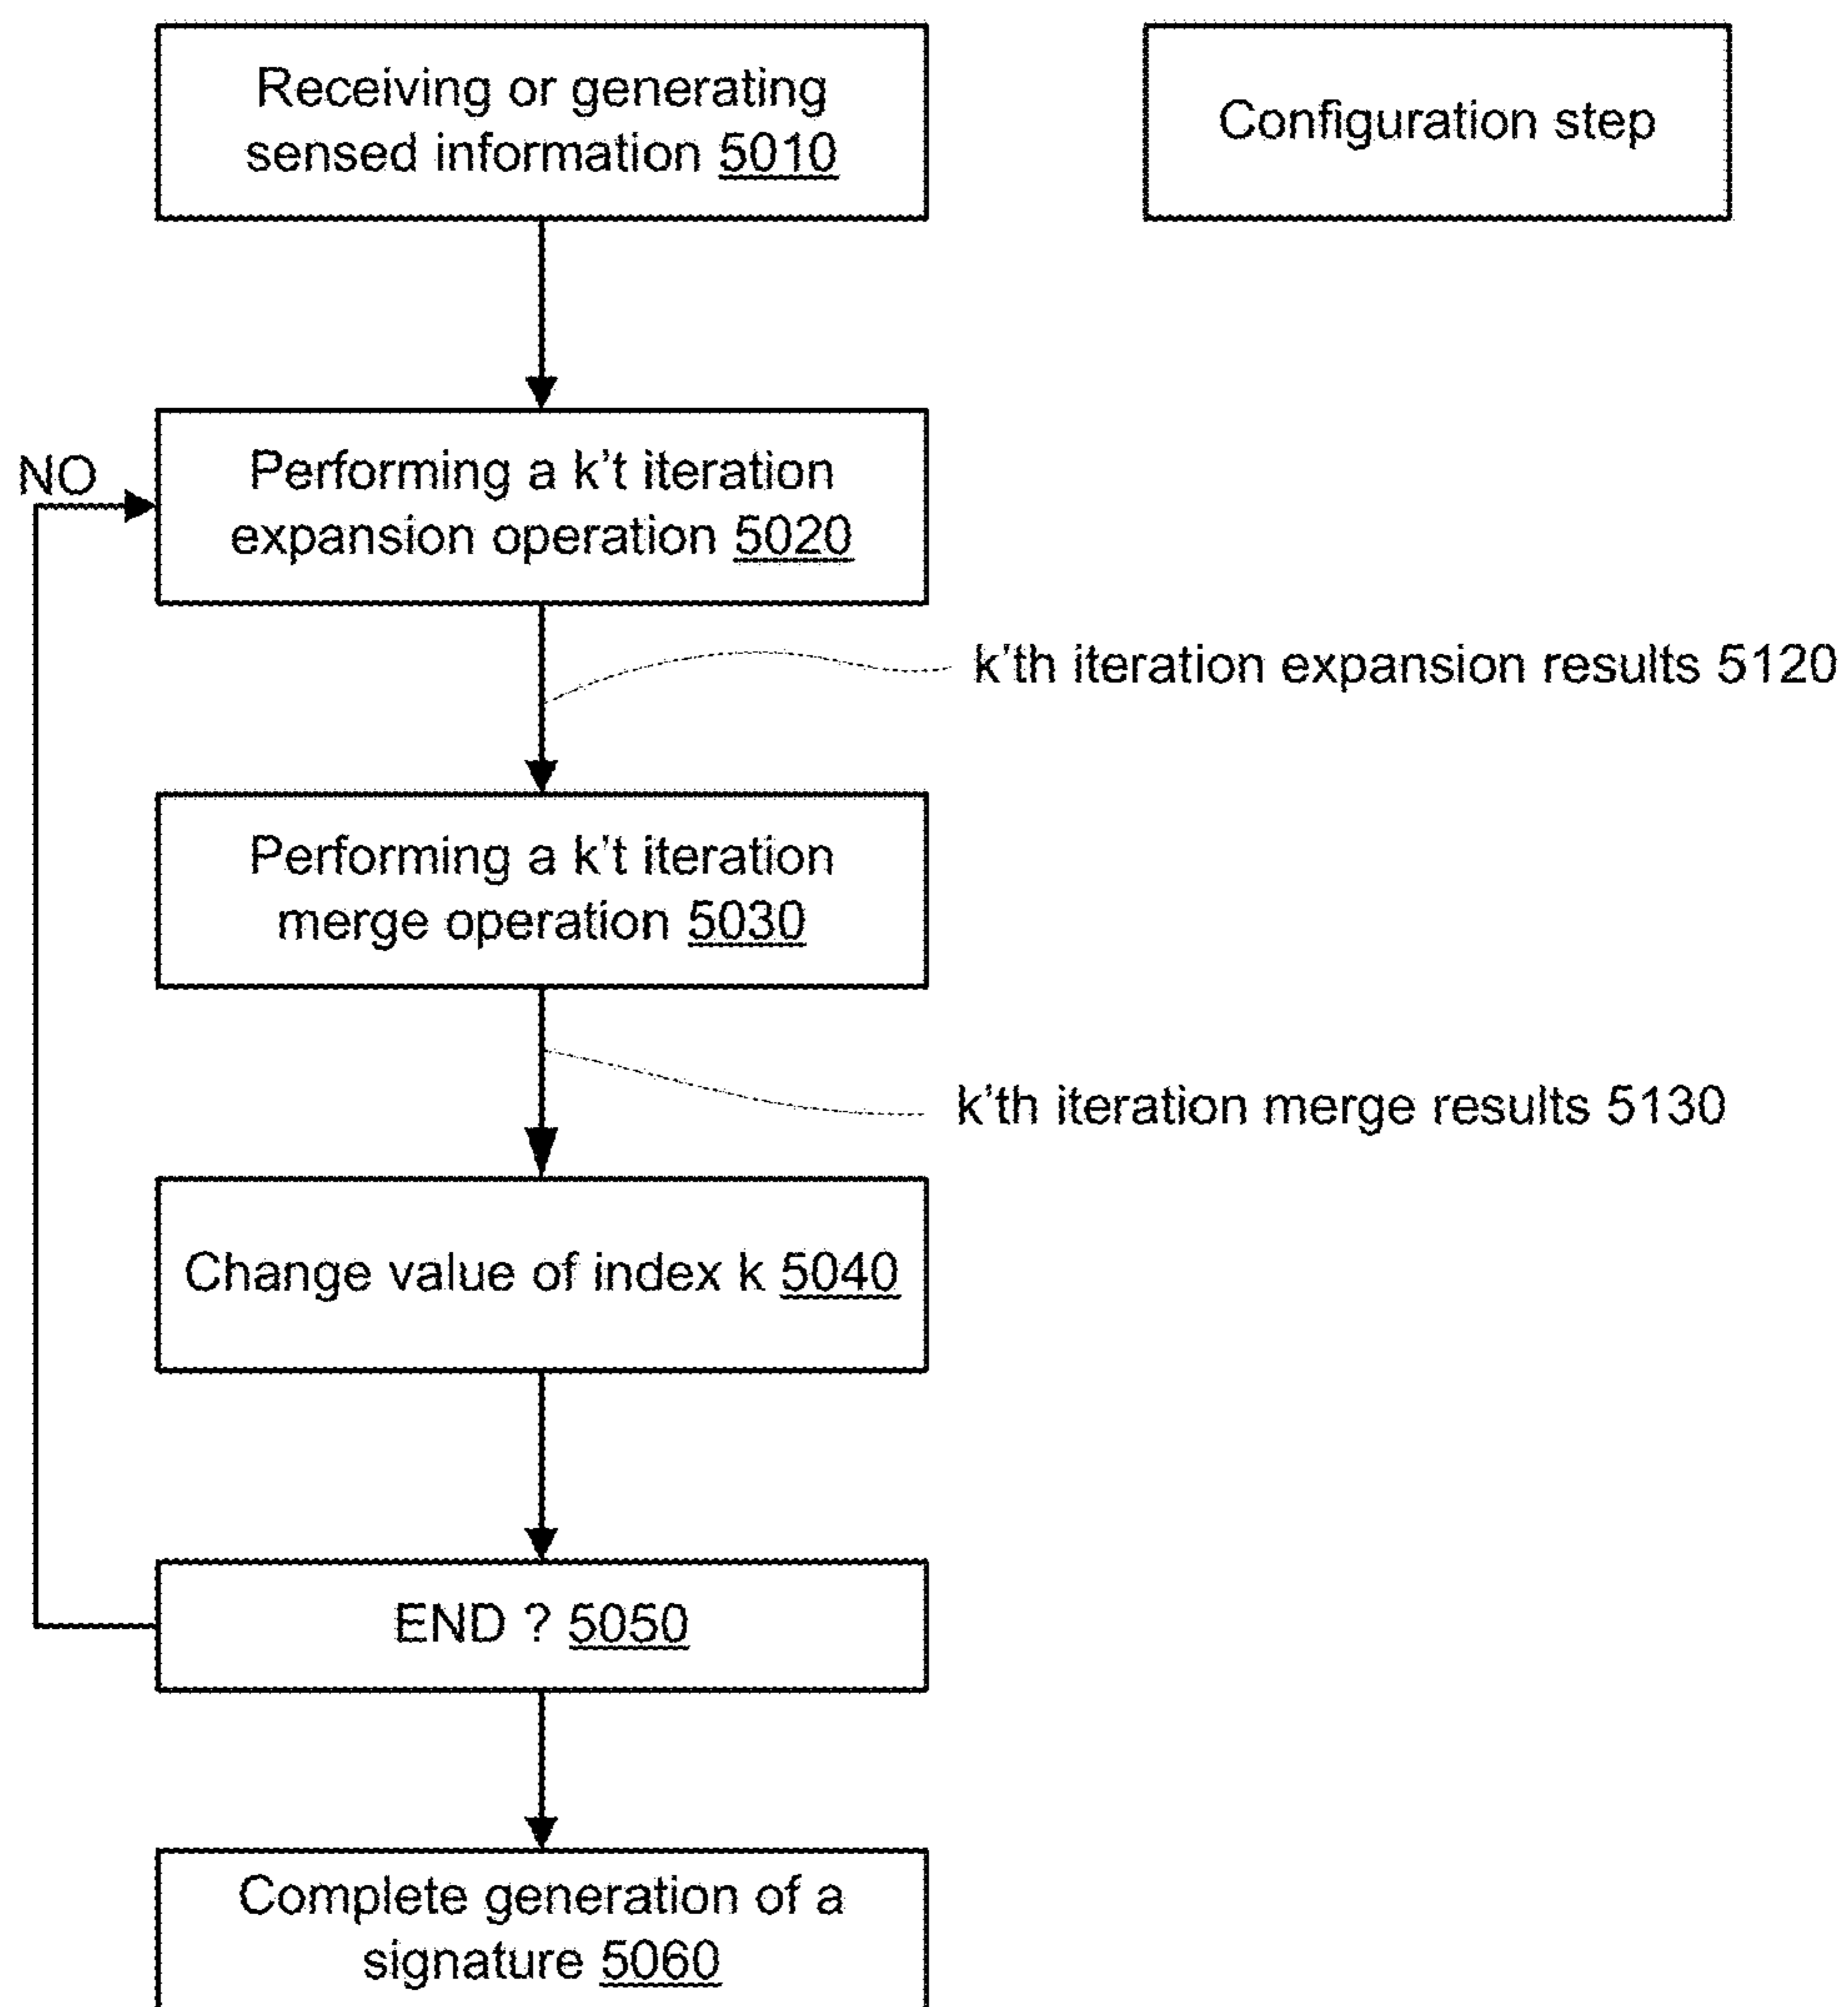 Receiving or generating
sensed information 5010
Configuration step
NO
Performing a k't iteration
expansion operation 5020
k'th iteration expansion results 5120
Performing a k't iteration
merge operation 5030
k'th iteration merge results 5130
Change value of index k 5040
END ? 5050
Complete generation of a
signature 5060